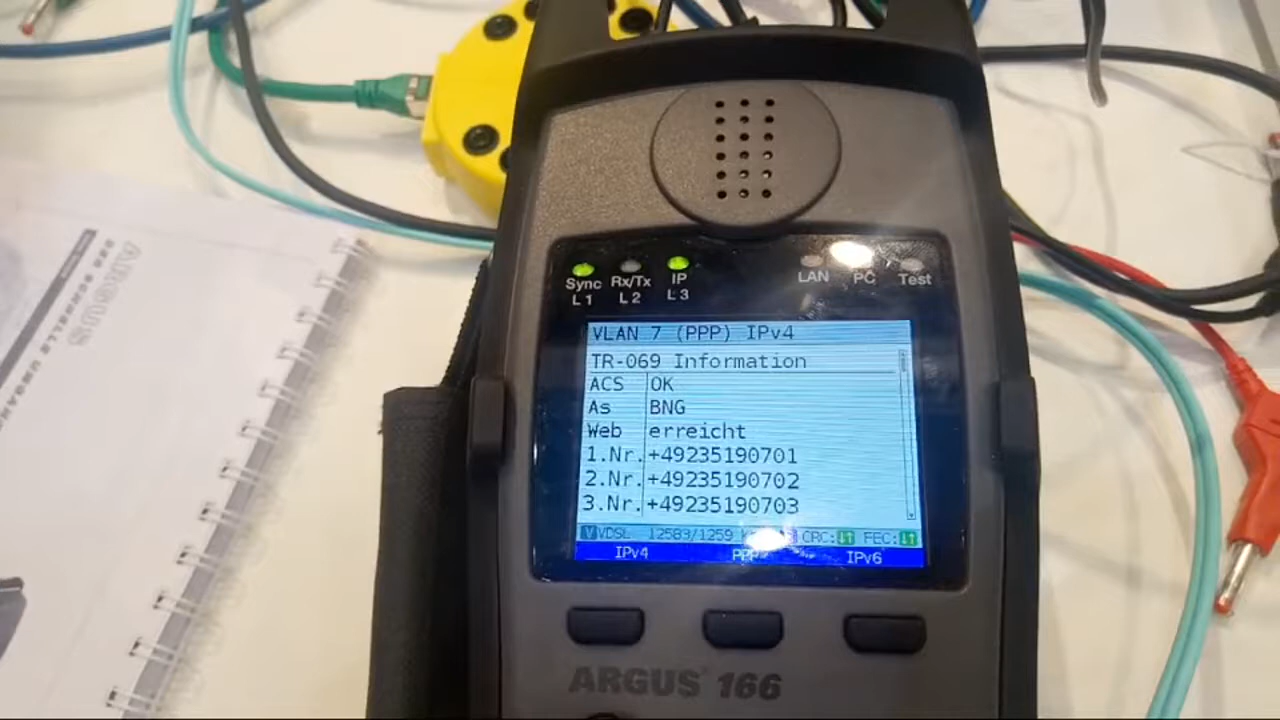 Sync
L 1
Rx/Tx
L 2
IP
L 3
LAN
PC
Test
VLAN 7 (PPP) IPv4
TR-069 Information
ACS OK
As BNG
Web erreicht
1.Nr. +49235190701
2.Nr. +49235190702
3.Nr. +49235190703
V VDSL 12583/1259 CRC: FEC:
IPv4 PPP IPv6
ARGUS® 166
ARGUS